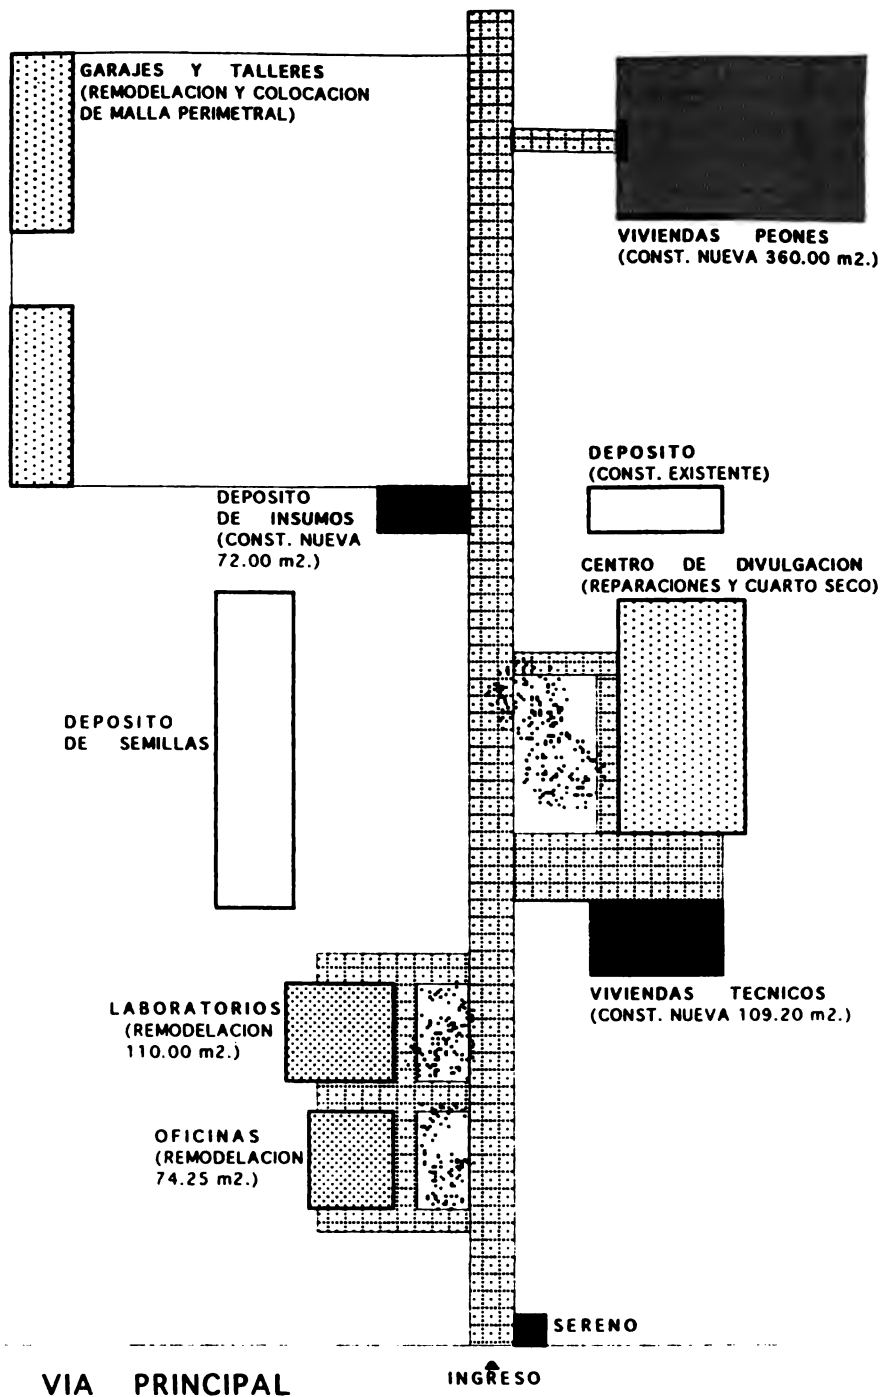 GARAJES Y TALLERES
(REMODELACION Y COLOCACION
DE MALLA PERIMETRAL)
VIVIENDAS PEONES
(CONST. NUEVA 360.00 m2.)
DEPOSITO
(CONST. EXISTENTE)
DEPOSITO
DE INSUMOS
(CONST. NUEVA
72.00 m2.)
CENTRO DE DIVULGACION
(REPARACIONES Y CUARTO SECO)
DEPOSITO
DE SEMILLAS
VIVIENDAS TECNICOS
(CONST. NUEVA 109.20 m2.)
LABORATORIOS
(REMODELACION
110.00 m2.)
OFICINAS
(REMODELACION
74.25 m2.)
SERENO
VIA PRINCIPAL
INGRESO